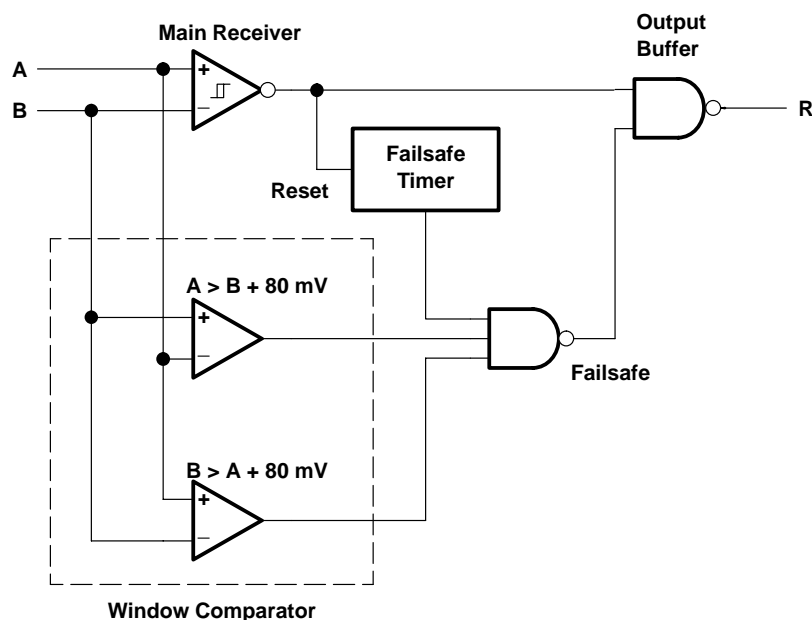 Output
Buffer
Main Receiver
A
+
B
_
R
Failsafe
Timer
Reset
A > B + 80 mV
+
_
Failsafe
B > A + 80 mV
+
_
Window Comparator